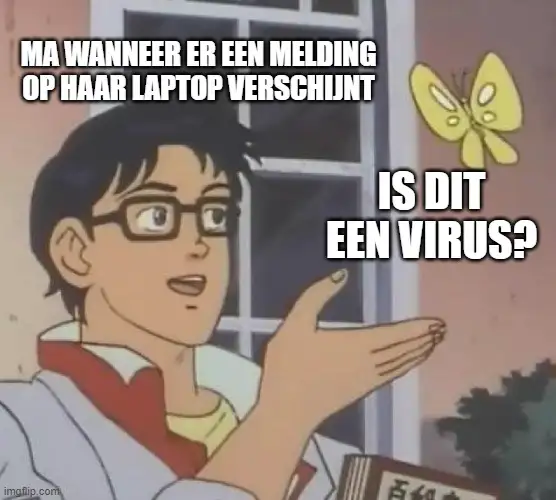 MA WANNEER ER EEN MELDING
OP HAAR LAPTOP VERSCHIJNT
IS DIT
EEN VIRUS?
imgflip.com